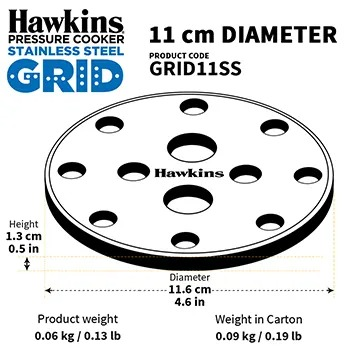 Hawkins
PRESSURE COOKER
STAINLESS STEEL
GRID
11 cm DIAMETER
PRODUCT CODE
GRID11SS
Hawkins
Height
1.3 cm
0.5 in
Diameter
11.6 cm
4.6 in
Product weight
0.06 kg / 0.13 lb
Weight in Carton
0.09 kg / 0.19 lb